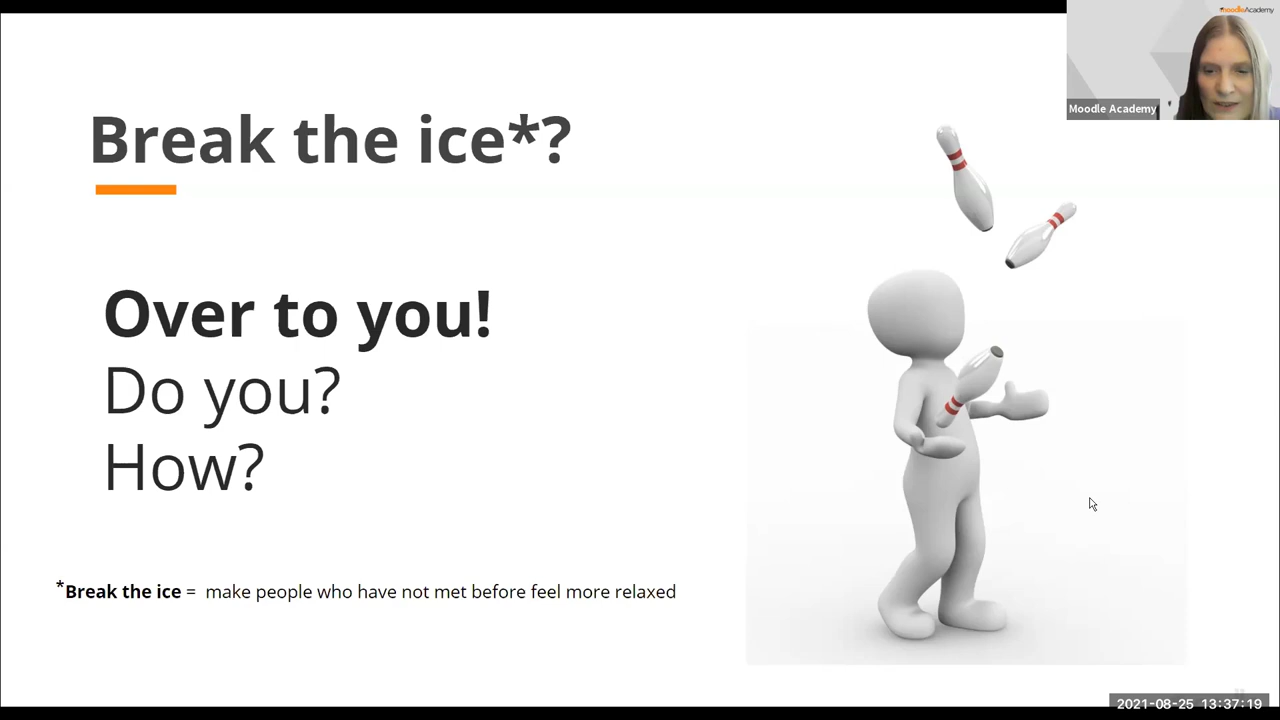 moodleAcademy
Moodle Academy
Break the ice*?
Over to you!
Do you?
How?
*Break the ice = make people who have not met before feel more relaxed
2021-08-25 13:37:19